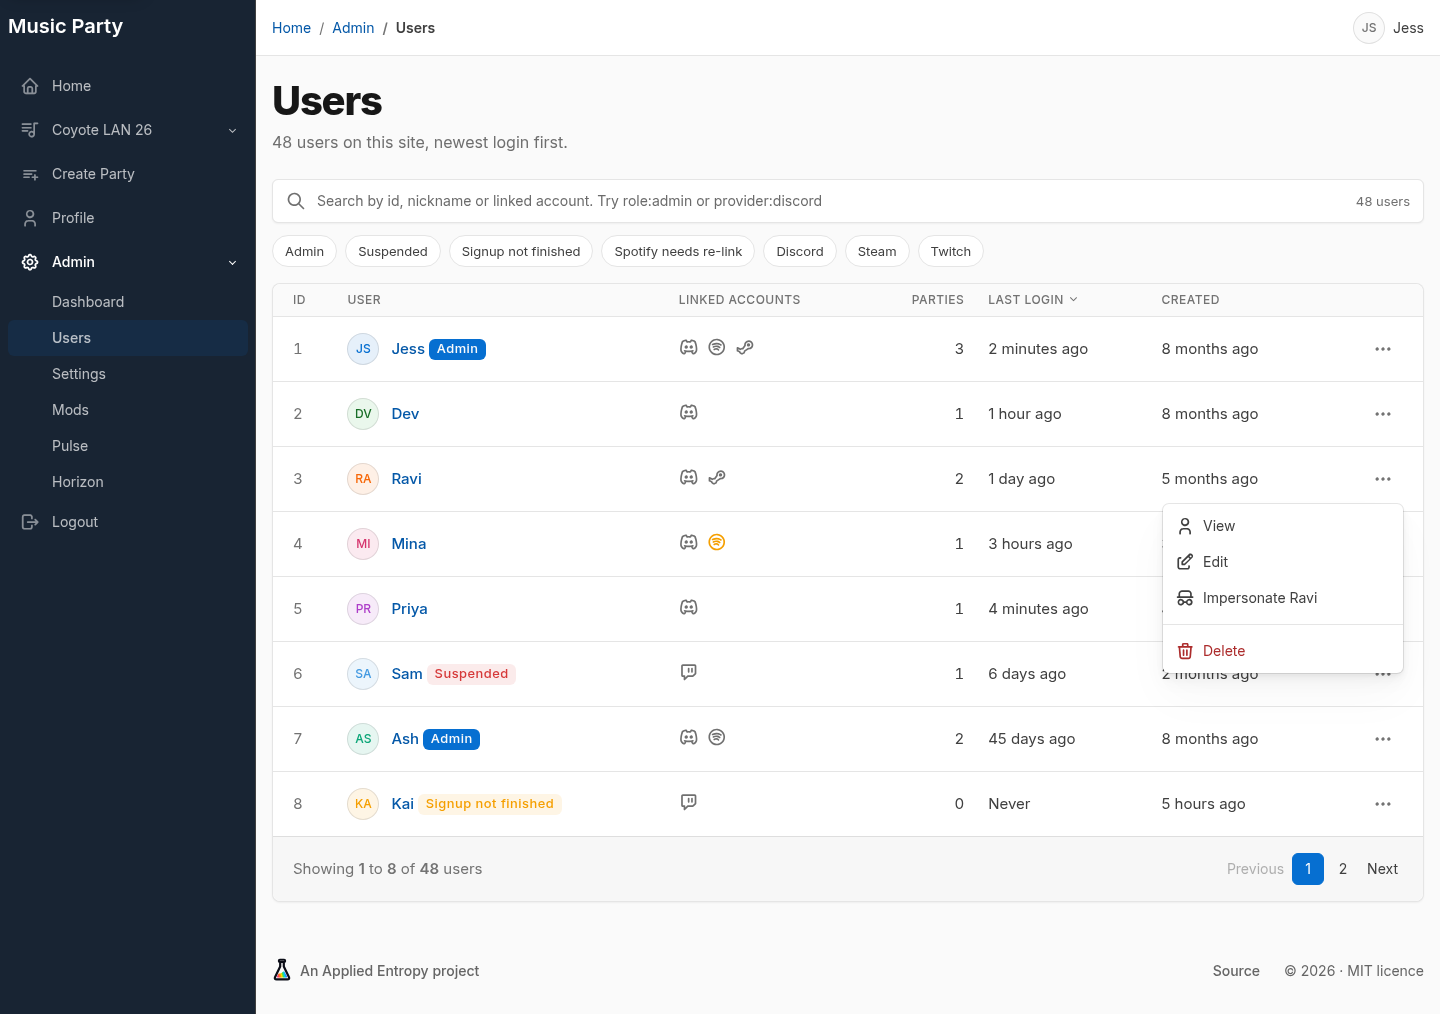 Music Party
Home
Coyote LAN 26
Create Party
Profile
Admin
Dashboard
Users
Settings
Mods
Pulse
Horizon
Logout
Home / Admin / Users
JS Jess
Users
48 users on this site, newest login first.
Search by id, nickname or linked account. Try role:admin or provider:discord 48 users
Admin Suspended Signup not finished Spotify needs re-link Discord Steam Twitch
ID USER LINKED ACCOUNTS PARTIES LAST LOGIN CREATED
1 JS Jess Admin 3 2 minutes ago 8 months ago
2 DV Dev 1 1 hour ago 8 months ago
3 RA Ravi 2 1 day ago 5 months ago
4 MI Mina 1 3 hours ago
5 PR Priya 1 4 minutes ago
6 SA Sam Suspended 1 6 days ago 2 months ago
7 AS Ash Admin 2 45 days ago 8 months ago
8 KA Kai Signup not finished 0 Never 5 hours ago
View
Edit
Impersonate Ravi
Delete
Showing 1 to 8 of 48 users Previous 1 2 Next
An Applied Entropy project Source © 2026 · MIT licence